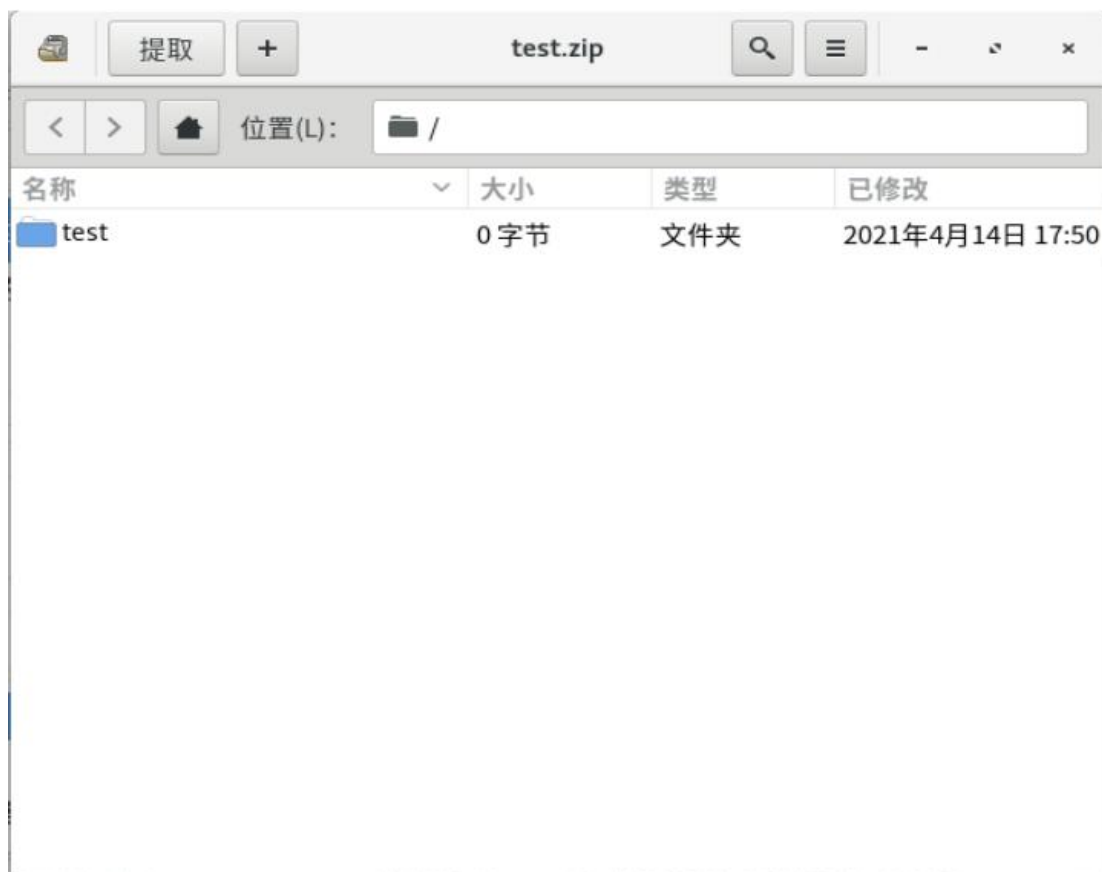 提取 + test.zip
位置(L): /
名称 大小 类型 已修改
test 0 字节 文件夹 2021年4月14日 17:50